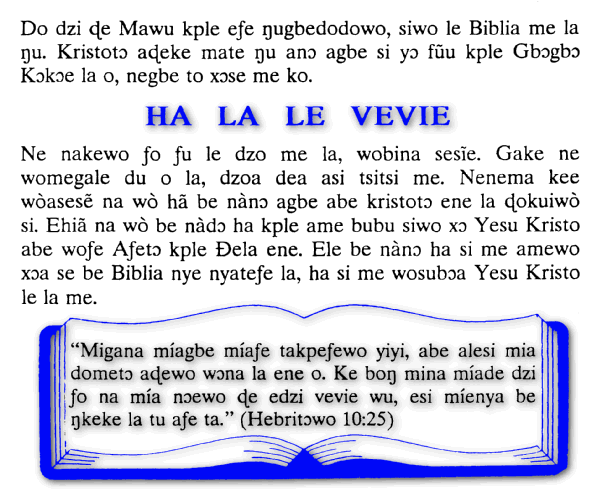 Do dzi ɖe Mawu kple eƒe ŋugbedodowo, siwo le Biblia me la
ŋu. Kristotɔ aɖeke mate ŋu anɔ agbe si yɔ fũu kple Gbɔgbɔ
Kɔkɔe la o, negbe to xɔse me ko.
HA LA LE VEVIE
Ne nakewo ƒo ƒu le dzo me la, wobina sesĩe. Gake ne
womegale du o la, dzoa dea asi tsitsi me. Nenema kee
wòasesẽ na wò hã be nànɔ agbe abe kristotɔ ene la ɖokuiwò
si. Ehiã na wò be nàdɔ ha kple ame bubu siwo xɔ Yesu Kristo
abe woƒe Aƒetɔ kple Ðela ene. Ele be nànɔ ha si me amewo
xɔa se be Biblia nye nyateƒe la, ha si me wosubɔa Yesu Kristo
le la me.
“Migana míagbe míaƒe takpeƒewo yiyi, abe alesi mia
dometɔ aɖewo wɔna la ene o. Ke boŋ mina míade dzi
ƒo na mía nɔewo ɖe edzi vevie wu, esi míenya be
ŋkeke la tu aƒe ta.” (Hebritɔwo 10:25)